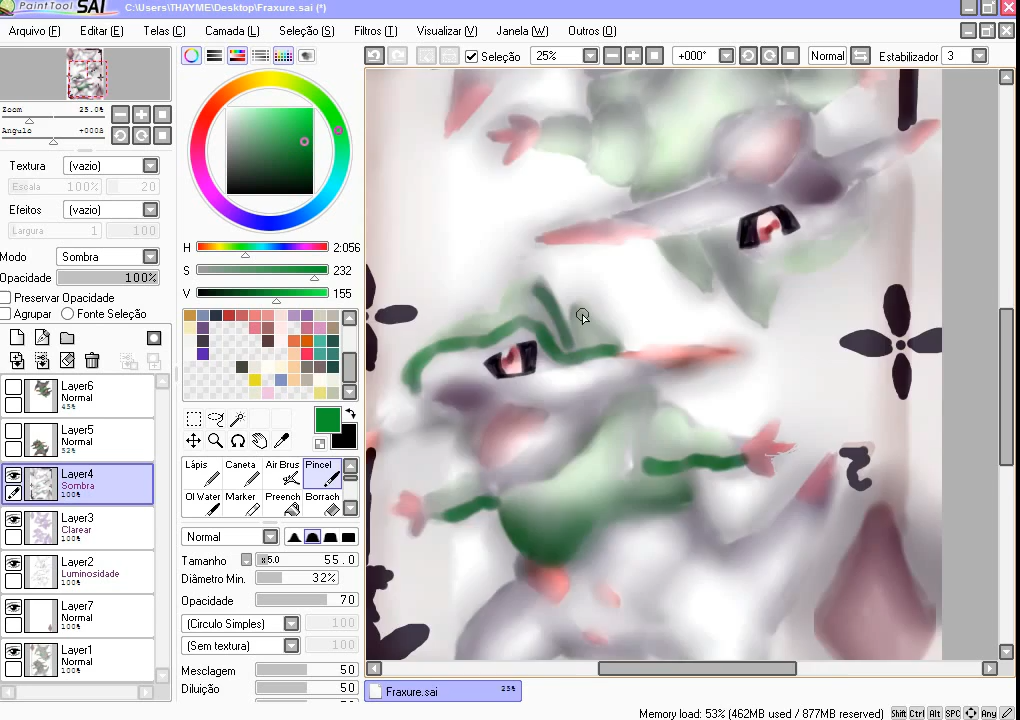 PaintTool SAI C:\Users\THAYME\Desktop\Fraxure.sai (*)
Arquivo (F) Editar (E) Telas (C) Camada (L) Seleção (S) Filtros (T) Visualizar (V) Janela (W) Outros (O)
Seleção 25% +000° Normal Estabilizador 3
Zoom 25.0%
Angulo +000θ
Textura (vazio)
Escala 100% 20
Efeitos (vazio)
Largura 1 100
Modo Sombra
Opacidade 100%
Preservar Opacidade
Agrupar Fonte Seleção
Layer6
Normal
45%
Layer5
Normal
52%
Layer4
Sombra
100%
Layer3
Clarear
100%
Layer2
Luminosidade
100%
Layer7
Normal
100%
Layer1
Normal
100%
H 2:056
S 232
V 155
Lápis Caneta Air Brus Pincel
Oil Water Marker Preench Borrach
Normal
Tamanho x5.0 55.0
Diâmetro Min. 32%
Opacidade 70
(Circulo Simples) 100
(Sem textura) 100
Mesclagem 50
Diluição 50
Fraxure.sai 25%
Memory load: 53% (462MB used / 877MB reserved) Shift Ctrl Alt SPC Any